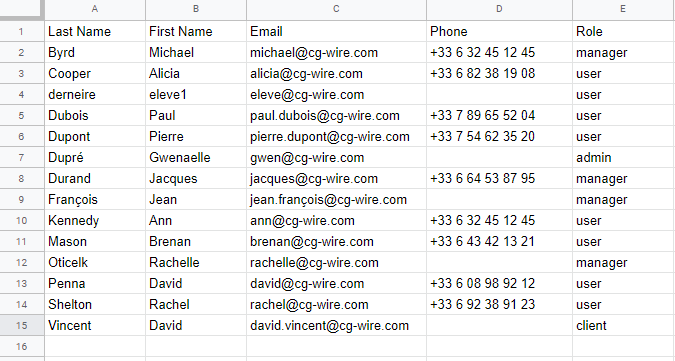 A B C D E
1 Last Name First Name Email Phone Role
2 Byrd Michael michael@cg-wire.com +33 6 32 45 12 45 manager
3 Cooper Alicia alicia@cg-wire.com +33 6 82 38 19 08 user
4 derneire eleve1 eleve@cg-wire.com user
5 Dubois Paul paul.dubois@cg-wire.com +33 7 89 65 52 04 user
6 Dupont Pierre pierre.dupont@cg-wire.com +33 7 54 62 35 20 user
7 Dupré Gwenaelle gwen@cg-wire.com admin
8 Durand Jacques jacques@cg-wire.com +33 6 64 53 87 95 manager
9 François Jean jean.françois@cg-wire.com manager
10 Kennedy Ann ann@cg-wire.com +33 6 32 45 12 45 user
11 Mason Brenan brenan@cg-wire.com +33 6 43 42 13 21 user
12 Oticelk Rachelle rachelle@cg-wire.com manager
13 Penna David david@cg-wire.com +33 6 08 98 92 12 user
14 Shelton Rachel rachel@cg-wire.com +33 6 92 38 91 23 user
15 Vincent David david.vincent@cg-wire.com client
16